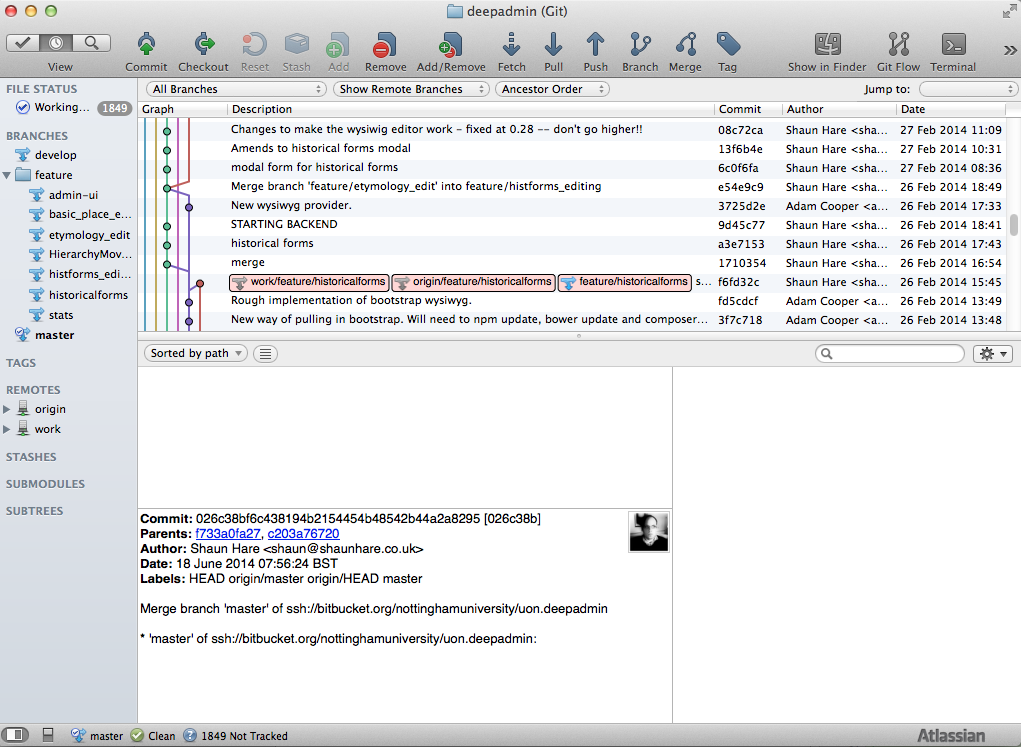 deepadmin (Git)
View Commit Checkout Reset Stash Add Remove Add/Remove Fetch Pull Push Branch Merge Tag Show in Finder Git Flow Terminal
All Branches Show Remote Branches Ancestor Order Jump to:
FILE STATUS
Working... 1849
BRANCHES
develop
feature
admin-ui
basic_place_e...
etymology_edit
HierarchyMov...
histforms_edi...
historicalforms
stats
master
TAGS
REMOTES
origin
work
STASHES
SUBMODULES
SUBTREES
Graph Description Commit Author Date
Changes to make the wysiwig editor work - fixed at 0.28 -- don't go higher!! 08c72ca Shaun Hare <sha... 27 Feb 2014 11:09
Amends to historical forms modal 13f6b4e Shaun Hare <sha... 27 Feb 2014 10:31
modal form for historical forms 6c0f6fa Shaun Hare <sha... 27 Feb 2014 08:36
Merge branch 'feature/etymology_edit' into feature/histforms_editing e54e9c9 Shaun Hare <sha... 26 Feb 2014 18:49
New wysiwyg provider. 3725d2e Adam Cooper <a... 26 Feb 2014 17:33
STARTING BACKEND 9d45c77 Shaun Hare <sha... 26 Feb 2014 18:41
historical forms a3e7153 Shaun Hare <sha... 26 Feb 2014 17:43
merge 1710354 Shaun Hare <sha... 26 Feb 2014 16:54
work/feature/historicalforms origin/feature/historicalforms feature/historicalforms s... f6fd32c Shaun Hare <sha... 26 Feb 2014 15:45
Rough implementation of bootstrap wysiwyg. fd5cdcf Adam Cooper <a... 26 Feb 2014 13:49
New way of pulling in bootstrap. Will need to npm update, bower update and composer... 3f7c718 Adam Cooper <a... 26 Feb 2014 13:48
Sorted by path
Commit: 026c38bf6c438194b2154454b48542b44a2a8295 [026c38b]
Parents: f733a0fa27, c203a76720
Author: Shaun Hare <shaun@shaunhare.co.uk>
Date: 18 June 2014 07:56:24 BST
Labels: HEAD origin/master origin/HEAD master
Merge branch 'master' of ssh://bitbucket.org/nottinghamuniversity/uon.deepadmin
* 'master' of ssh://bitbucket.org/nottinghamuniversity/uon.deepadmin:
master Clean 1849 Not Tracked Atlassian